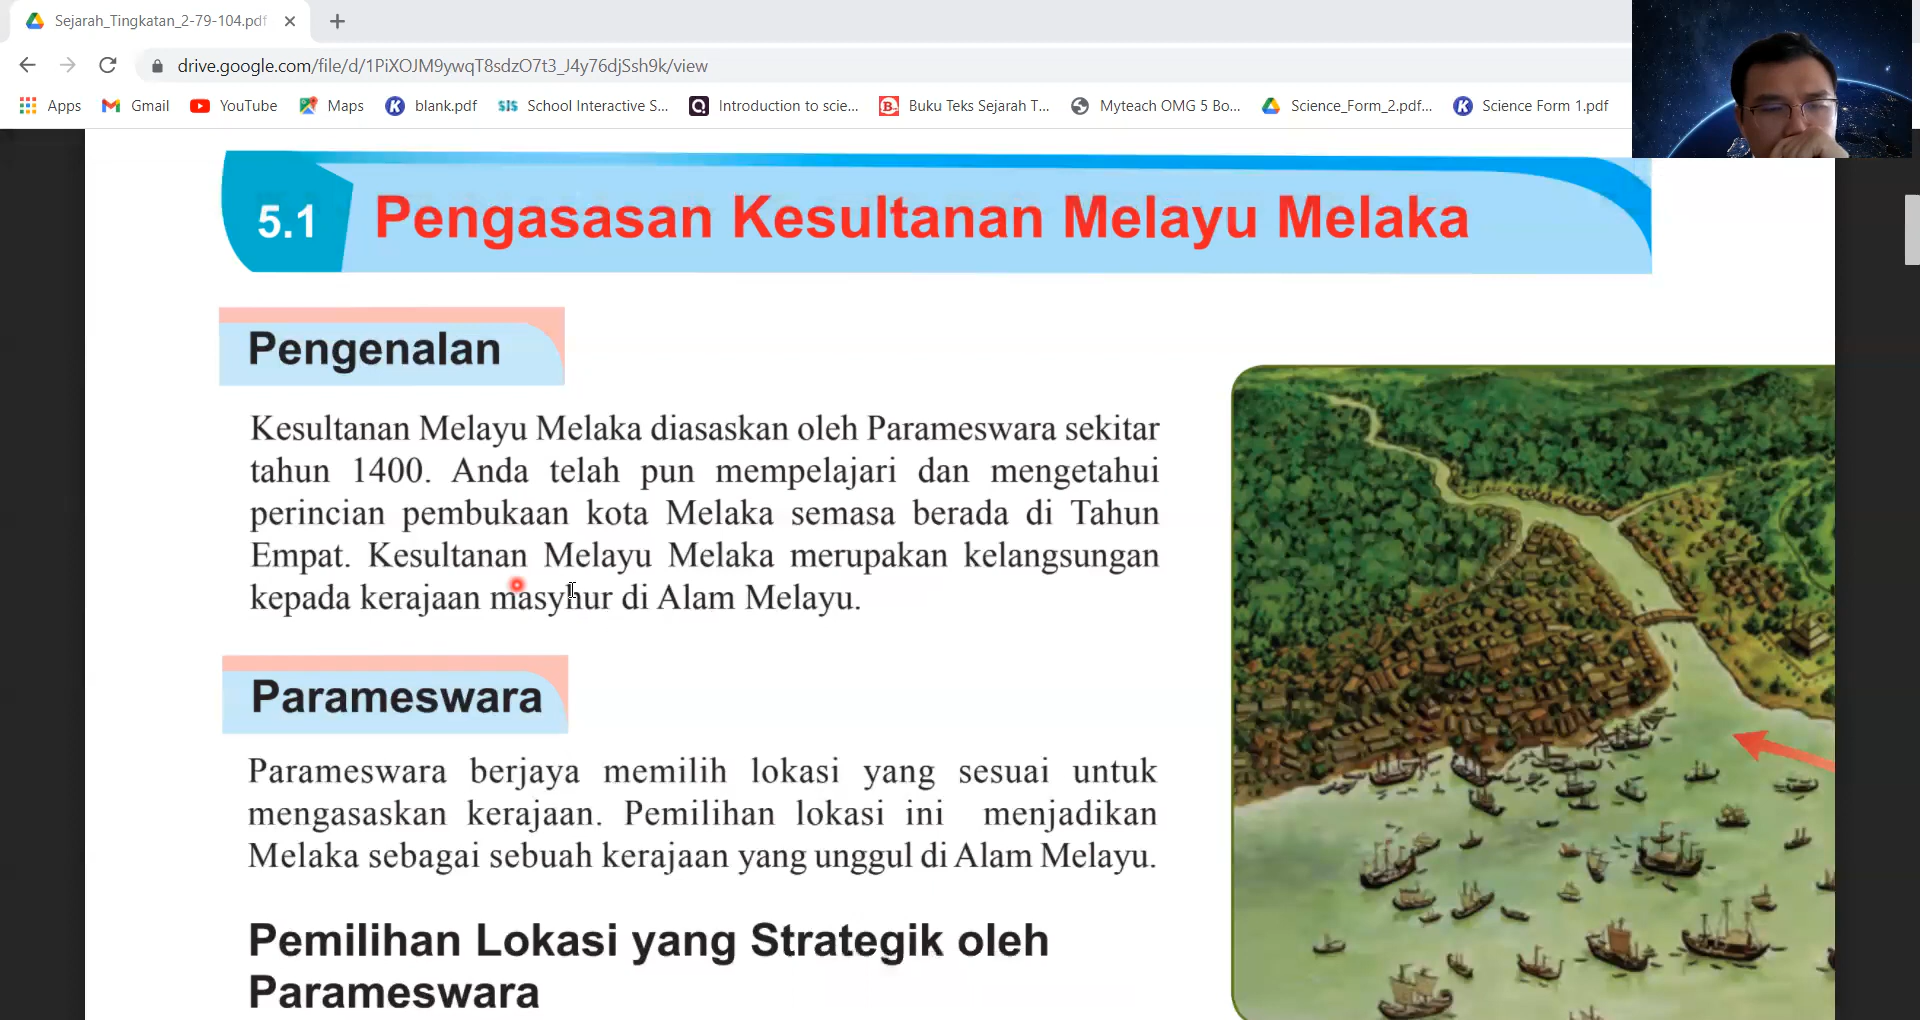 Sejarah_Tingkatan_2-79-104.pdf
drive.google.com/file/d/1PiXOJM9ywqT8sdzO7t3_J4y76djSsh9k/view
Apps Gmail YouTube Maps blank.pdf SIS School Interactive S... Introduction to scie... Buku Teks Sejarah T... Myteach OMG 5 Bo... Science_Form_2.pdf... Science Form 1.pdf
5.1 Pengasasan Kesultanan Melayu Melaka
Pengenalan
Kesultanan Melayu Melaka diasaskan oleh Parameswara sekitar
tahun 1400. Anda telah pun mempelajari dan mengetahui
perincian pembukaan kota Melaka semasa berada di Tahun
Empat. Kesultanan Melayu Melaka merupakan kelangsungan
kepada kerajaan masyhur di Alam Melayu.
Parameswara
Parameswara berjaya memilih lokasi yang sesuai untuk
mengasaskan kerajaan. Pemilihan lokasi ini menjadikan
Melaka sebagai sebuah kerajaan yang unggul di Alam Melayu.
Pemilihan Lokasi yang Strategik oleh
Parameswara